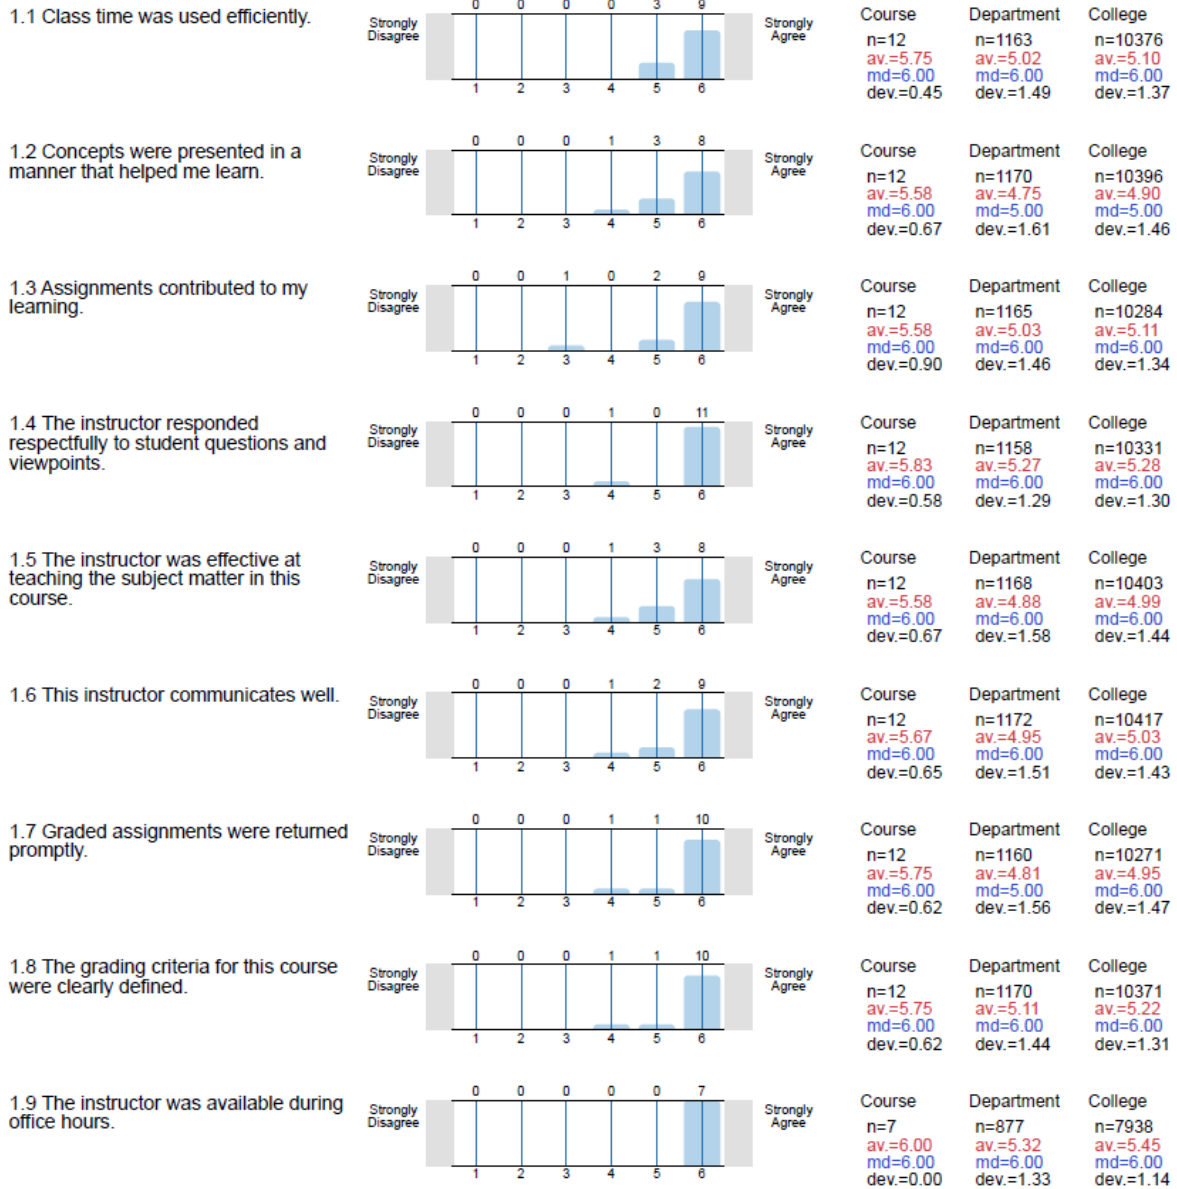 1.1 Class time was used efficiently.
Strongly
Disagree
0 0 0 0 3 9
1 2 3 4 5 6
Strongly
Agree
Course Department College
n=12 n=1163 n=10376
av.=5.75 av.=5.02 av.=5.10
md=6.00 md=6.00 md=6.00
dev.=0.45 dev.=1.49 dev.=1.37
1.2 Concepts were presented in a
manner that helped me learn.
Strongly
Disagree
0 0 0 1 3 8
1 2 3 4 5 6
Strongly
Agree
Course Department College
n=12 n=1170 n=10396
av.=5.58 av.=4.75 av.=4.90
md=6.00 md=5.00 md=5.00
dev.=0.67 dev.=1.61 dev.=1.46
1.3 Assignments contributed to my
learning.
Strongly
Disagree
0 0 1 0 2 9
1 2 3 4 5 6
Strongly
Agree
Course Department College
n=12 n=1165 n=10284
av.=5.58 av.=5.03 av.=5.11
md=6.00 md=6.00 md=6.00
dev.=0.90 dev.=1.46 dev.=1.34
1.4 The instructor responded
respectfully to student questions and
viewpoints.
Strongly
Disagree
0 0 0 1 0 11
1 2 3 4 5 6
Strongly
Agree
Course Department College
n=12 n=1158 n=10331
av.=5.83 av.=5.27 av.=5.28
md=6.00 md=6.00 md=6.00
dev.=0.58 dev.=1.29 dev.=1.30
1.5 The instructor was effective at
teaching the subject matter in this
course.
Strongly
Disagree
0 0 0 1 3 8
1 2 3 4 5 6
Strongly
Agree
Course Department College
n=12 n=1168 n=10403
av.=5.58 av.=4.88 av.=4.99
md=6.00 md=6.00 md=6.00
dev.=0.67 dev.=1.58 dev.=1.44
1.6 This instructor communicates well.
Strongly
Disagree
0 0 0 1 2 9
1 2 3 4 5 6
Strongly
Agree
Course Department College
n=12 n=1172 n=10417
av.=5.67 av.=4.95 av.=5.03
md=6.00 md=6.00 md=6.00
dev.=0.65 dev.=1.51 dev.=1.43
1.7 Graded assignments were returned
promptly.
Strongly
Disagree
0 0 0 1 1 10
1 2 3 4 5 6
Strongly
Agree
Course Department College
n=12 n=1160 n=10271
av.=5.75 av.=4.81 av.=4.95
md=6.00 md=5.00 md=6.00
dev.=0.62 dev.=1.56 dev.=1.47
1.8 The grading criteria for this course
were clearly defined.
Strongly
Disagree
0 0 0 1 1 10
1 2 3 4 5 6
Strongly
Agree
Course Department College
n=12 n=1170 n=10371
av.=5.75 av.=5.11 av.=5.22
md=6.00 md=6.00 md=6.00
dev.=0.62 dev.=1.44 dev.=1.31
1.9 The instructor was available during
office hours.
Strongly
Disagree
0 0 0 0 0 7
1 2 3 4 5 6
Strongly
Agree
Course Department College
n=7 n=877 n=7938
av.=6.00 av.=5.32 av.=5.45
md=6.00 md=6.00 md=6.00
dev.=0.00 dev.=1.33 dev.=1.14